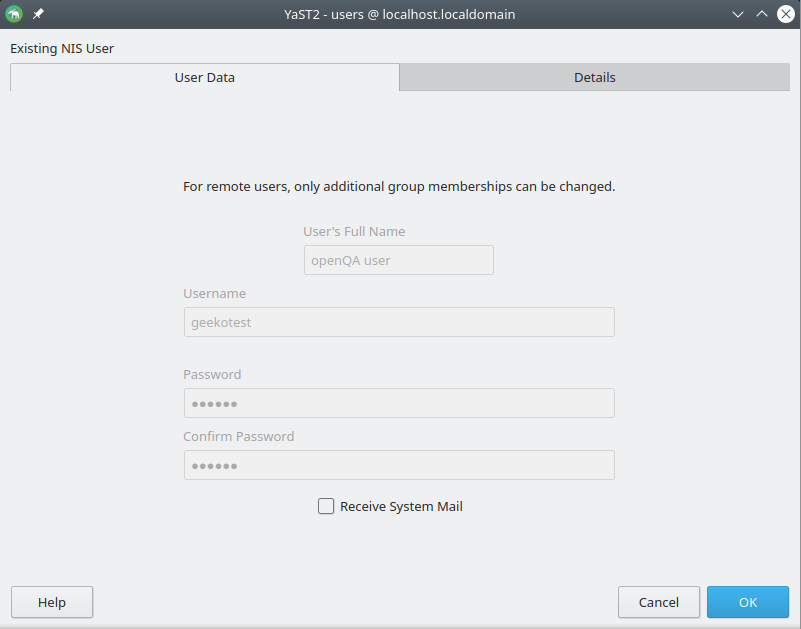 YaST2 - users @ localhost.localdomain
Existing NIS User
User Data
Details
For remote users, only additional group memberships can be changed.
User's Full Name
openQA user
Username
geekotest
Password
●●●●●●
Confirm Password
●●●●●●
Receive System Mail
Help
Cancel
OK